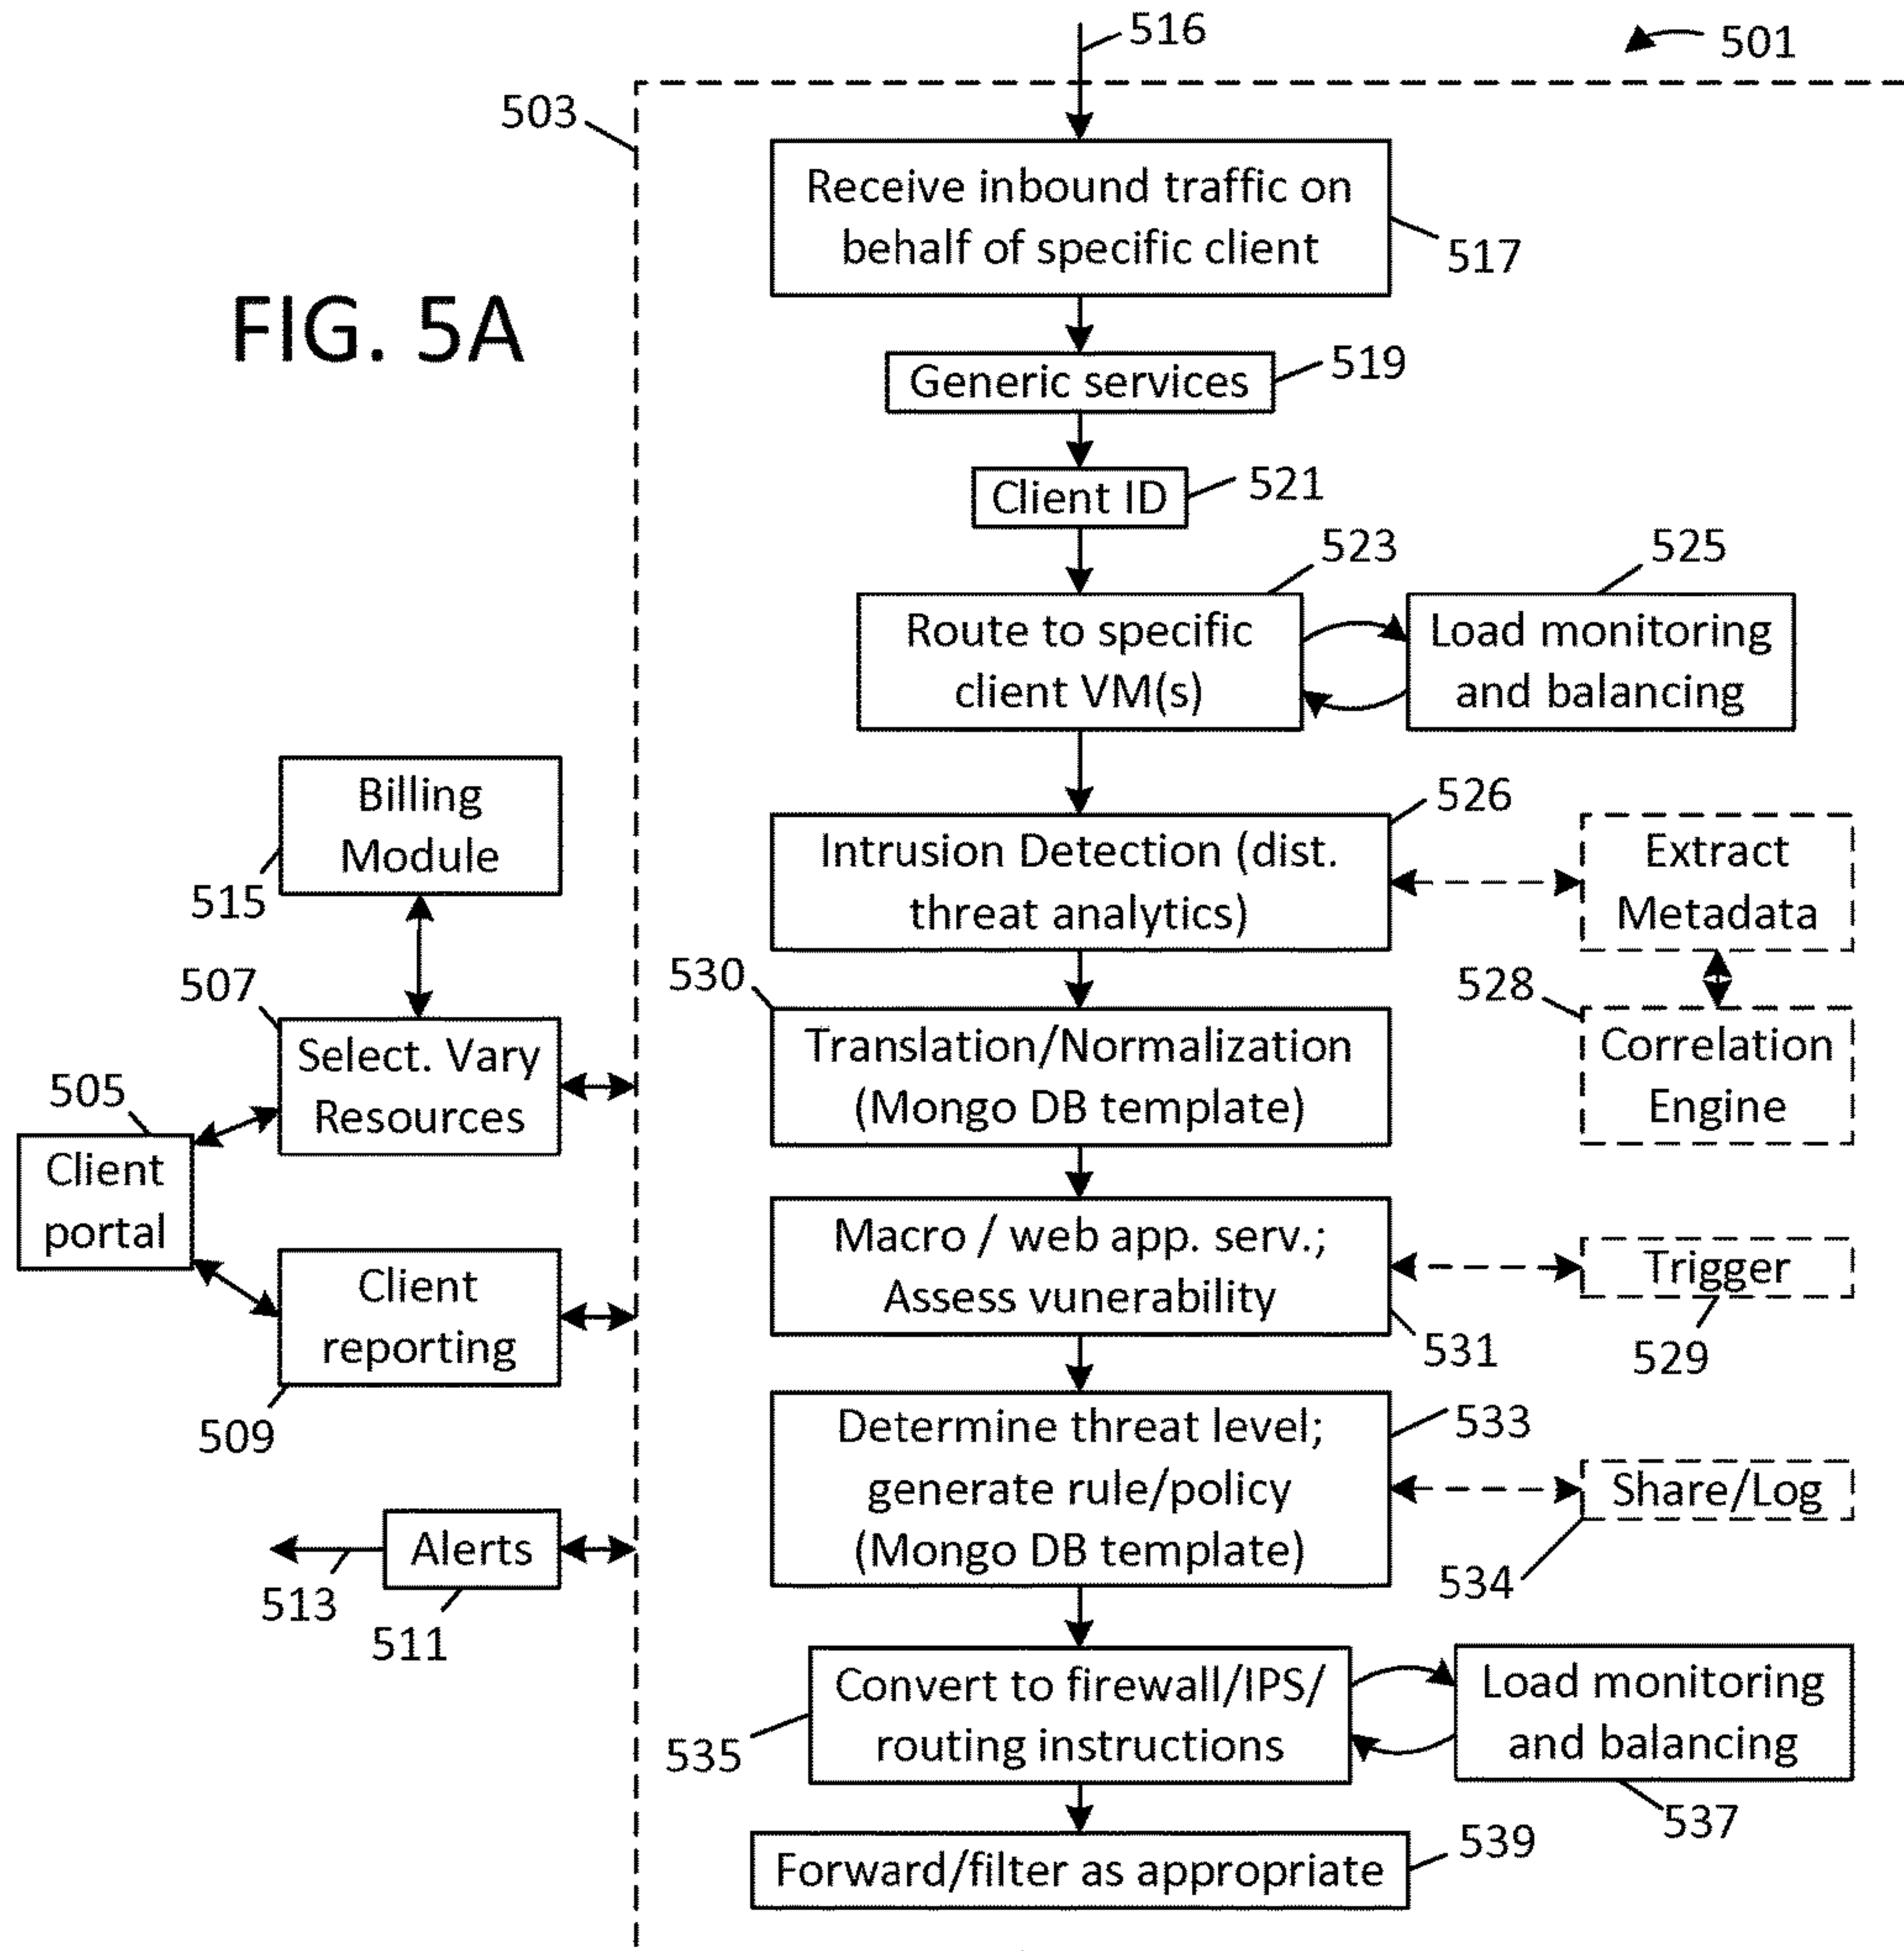 516
501
503
Receive inbound traffic on
behalf of specific client
517
FIG. 5A
Generic services
519
Client ID
521
523
525
Route to specific
client VM(s)
Load monitoring
and balancing
Billing
Module
515
526
Intrusion Detection (dist.
threat analytics)
Extract
Metadata
507
530
528
Select. Vary
Resources
Translation/Normalization
(Mongo DB template)
Correlation
Engine
505
Client
portal
Macro / web app. serv.;
Assess vunerability
531
Trigger
529
Client
reporting
509
Determine threat level;
generate rule/policy
(Mongo DB template)
533
Share/Log
534
Alerts
513
511
Convert to firewall/IPS/
routing instructions
535
Load monitoring
and balancing
537
Forward/filter as appropriate
539